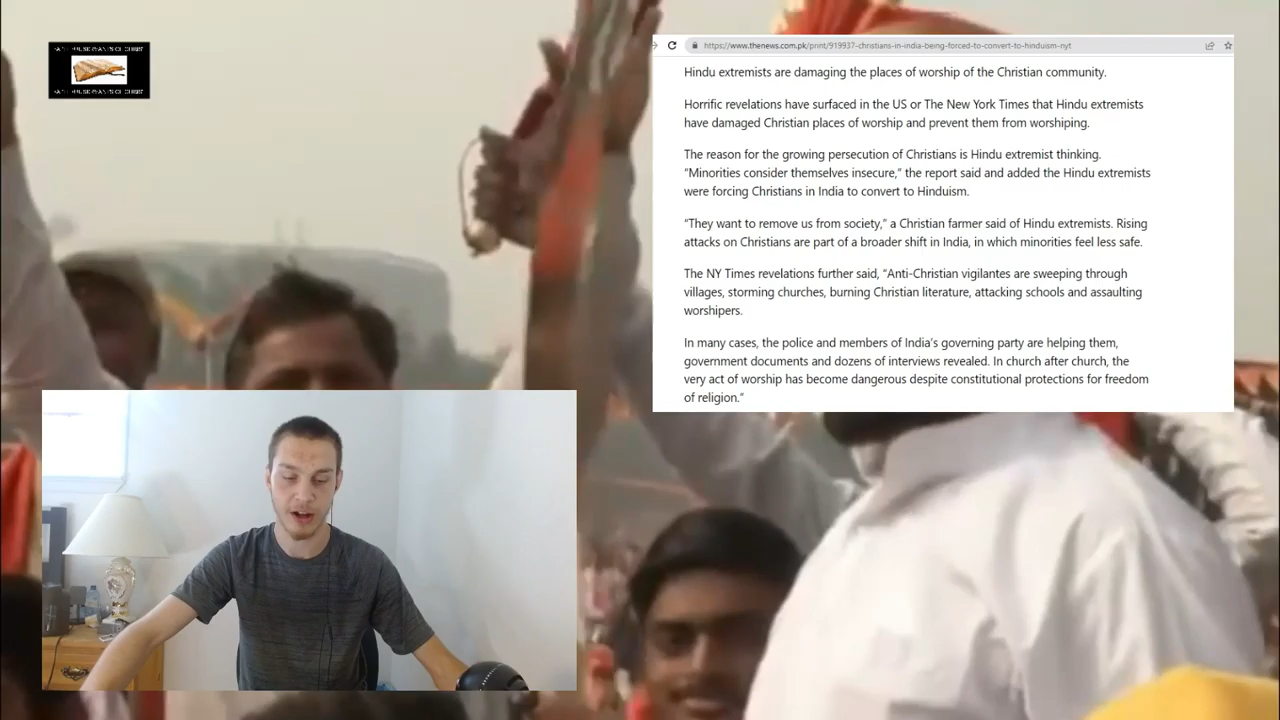 https://www.thenews.com.pk/print/919937-christians-in-india-being-forced-to-convert-to-hinduism-nyt
Hindu extremists are damaging the places of worship of the Christian community.
Horrific revelations have surfaced in the US or The New York Times that Hindu extremists
have damaged Christian places of worship and prevent them from worshiping.
The reason for the growing persecution of Christians is Hindu extremist thinking.
“Minorities consider themselves insecure,” the report said and added the Hindu extremists
were forcing Christians in India to convert to Hinduism.
“They want to remove us from society,” a Christian farmer said of Hindu extremists. Rising
attacks on Christians are part of a broader shift in India, in which minorities feel less safe.
The NY Times revelations further said, “Anti-Christian vigilantes are sweeping through
villages, storming churches, burning Christian literature, attacking schools and assaulting
worshipers.
In many cases, the police and members of India’s governing party are helping them,
government documents and dozens of interviews revealed. In church after church, the
very act of worship has become dangerous despite constitutional protections for freedom
of religion.”